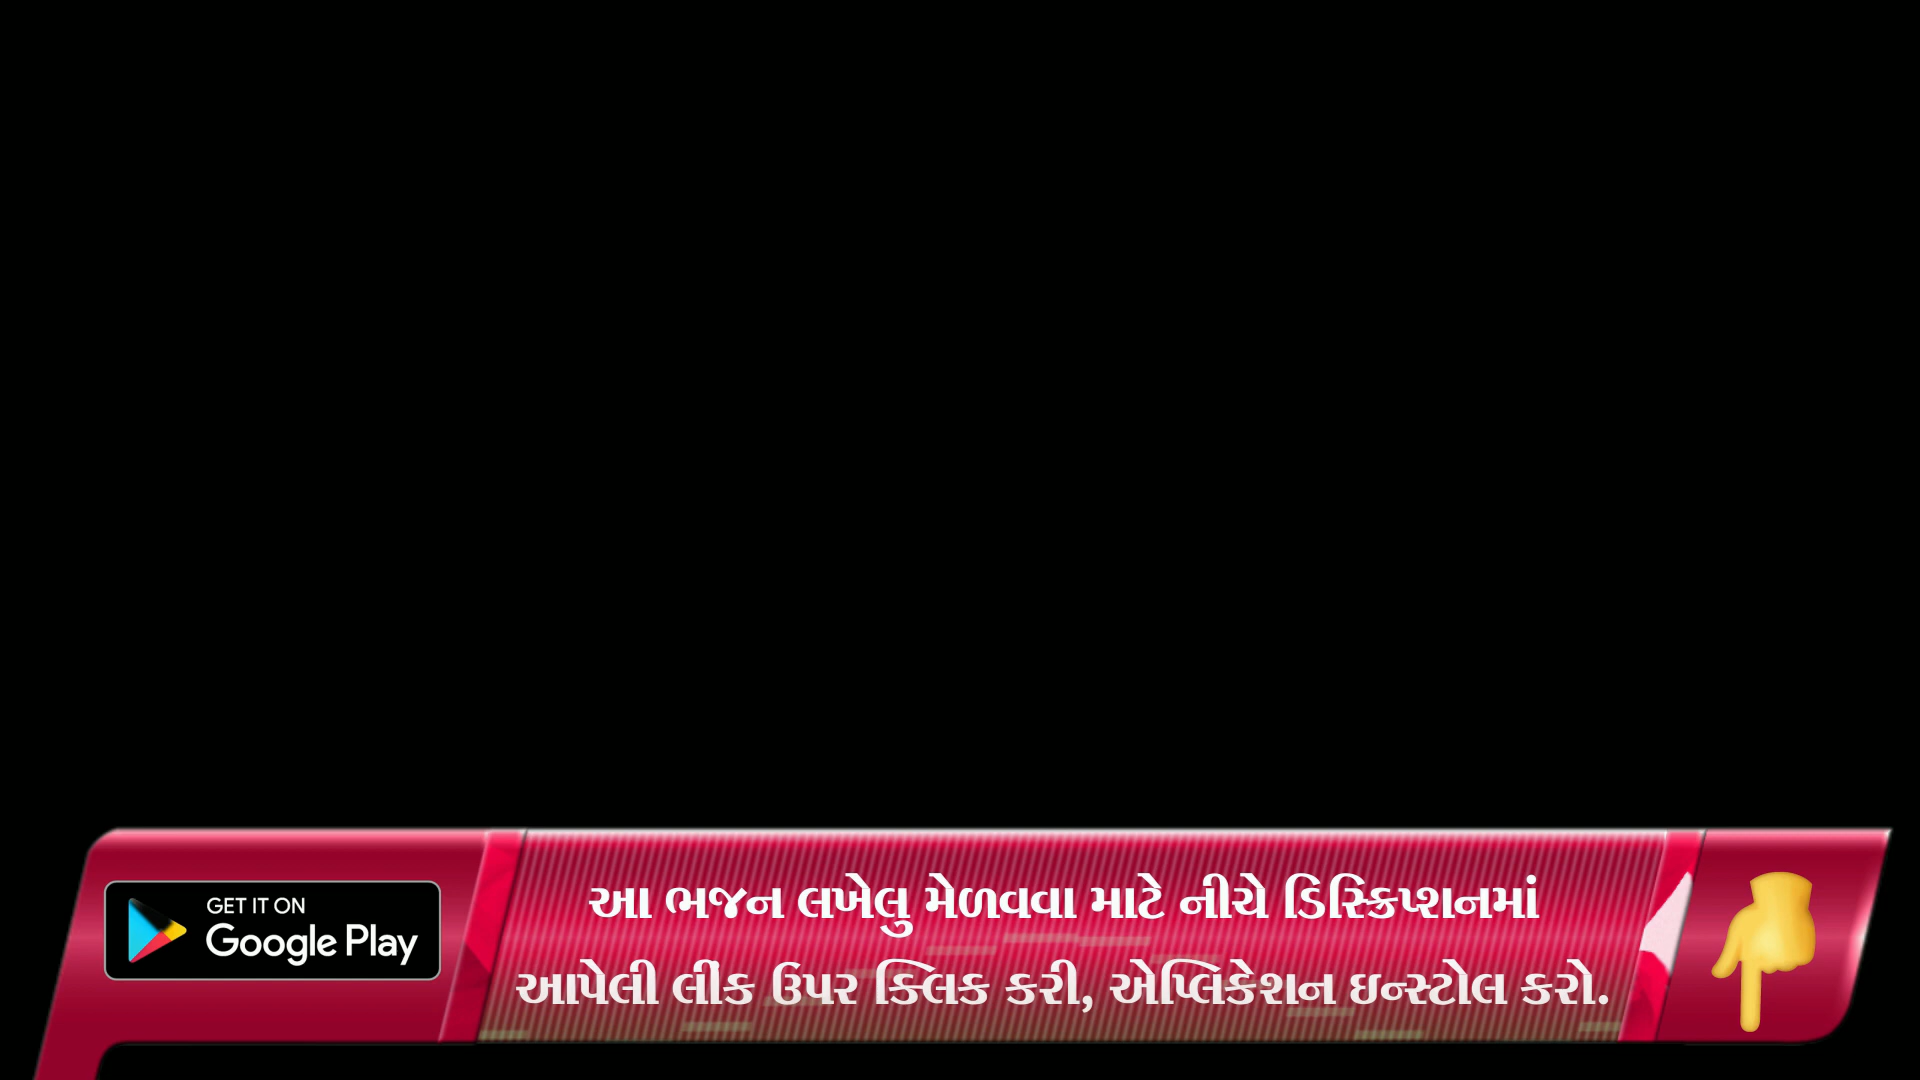 GET IT ON
Google Play
આ ભજન લખેલુ મેળવવા માટે નીચે ડિસ્ક્રિપ્શનમાં
આપેલી લીંક ઉપર ક્લિક કરી, એપ્લિકેશન ઇન્સ્ટોલ કરો.